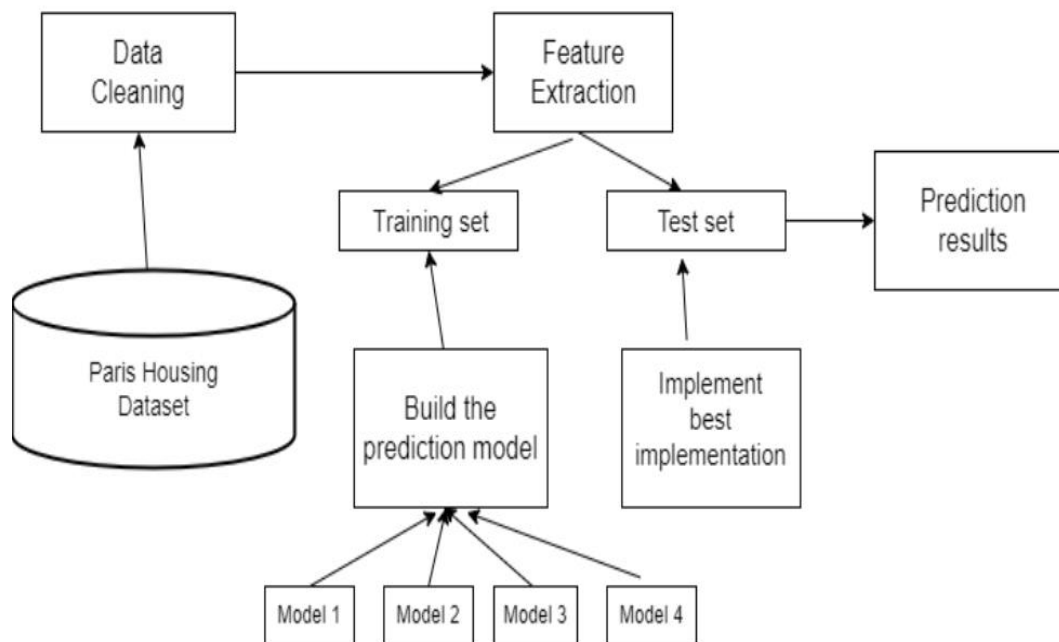 Data
Cleaning
Feature
Extraction
Training set
Test set
Prediction
results
Paris Housing
Dataset
Build the
prediction model
Implement
best
implementation
Model 1
Model 2
Model 3
Model 4